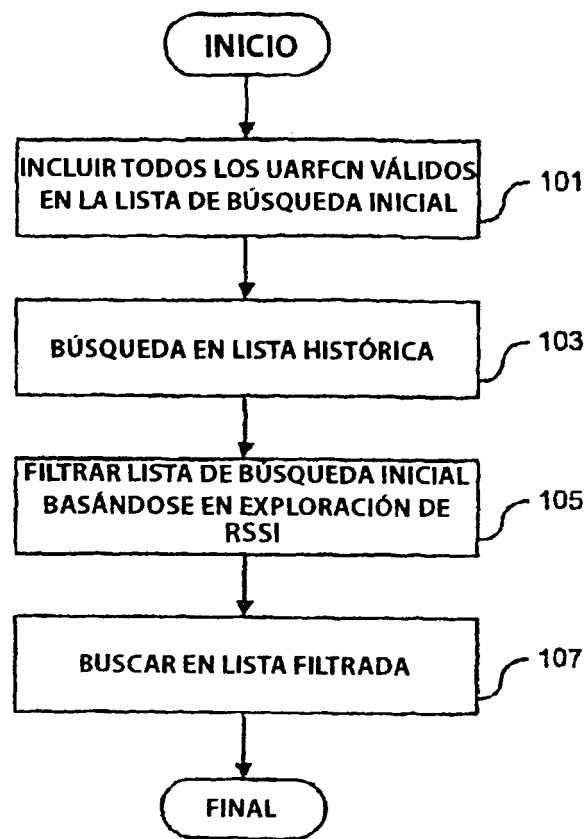 INICIO
INCLUIR TODOS LOS UARFCN VÁLIDOS
EN LA LISTA DE BÚSQUEDA INICIAL
101
BÚSQUEDA EN LISTA HISTÓRICA
103
FILTRAR LISTA DE BÚSQUEDA INICIAL
BASÁNDOSE EN EXPLORACIÓN DE
RSSI
105
BUSCAR EN LISTA FILTRADA
107
FINAL